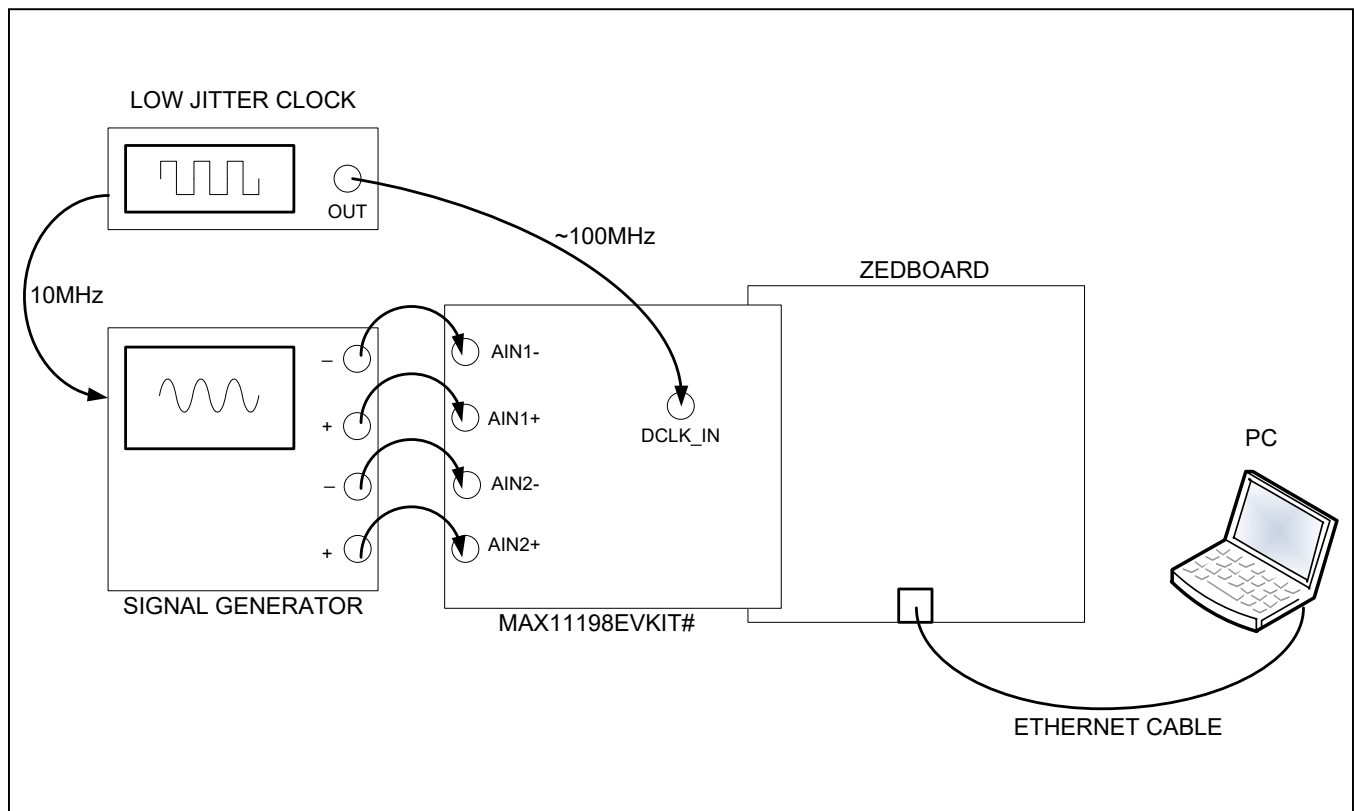 LOW JITTER CLOCK
OUT
~100MHz
10MHz
ZEDBOARD
–
AIN1-
+
AIN1+
DCLK_IN
–
AIN2-
+
AIN2+
PC
SIGNAL GENERATOR
MAX11198EVKIT#
ETHERNET CABLE